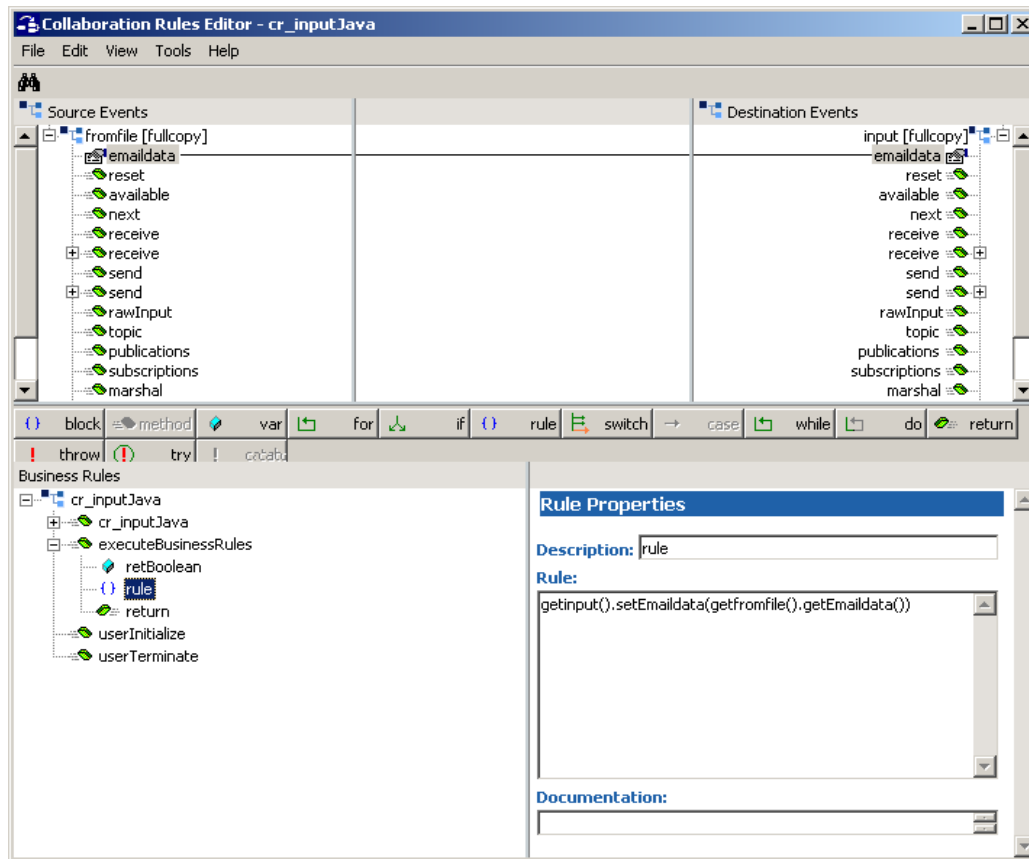 Collaboration Rules Editor - cr_inputJava
File Edit View Tools Help
Source Events
Destination Events
fromfile [fullcopy]
input [fullcopy]
emaildata
emaildata
reset
reset
available
available
next
next
receive
receive
receive
receive
send
send
send
send
rawInput
rawInput
topic
topic
publications
publications
subscriptions
subscriptions
marshal
marshal
{} block method var for if {} rule switch case while do return
throw try
Business Rules
cr_inputJava
cr_inputJava
executeBusinessRules
retBoolean
{} rule
return
userInitialize
userTerminate
Rule Properties
Description: rule
Rule:
getinput().setEmaildata(getfromfile().getEmaildata())
Documentation: